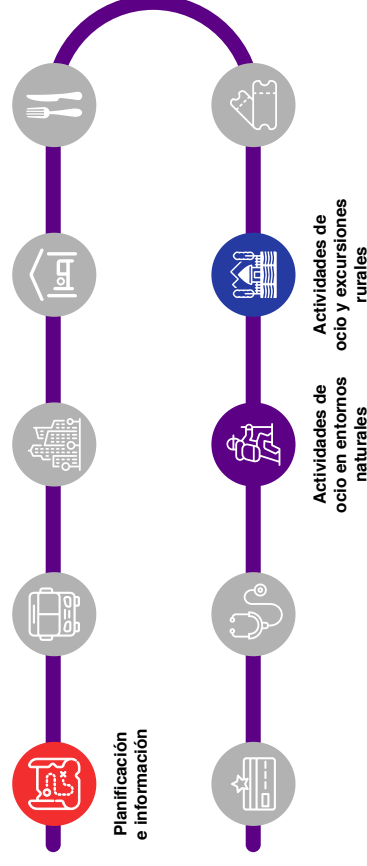 Planificación
e información
Actividades de
ocio en entornos
naturales
Actividades de
ocio y excursiones
rurales